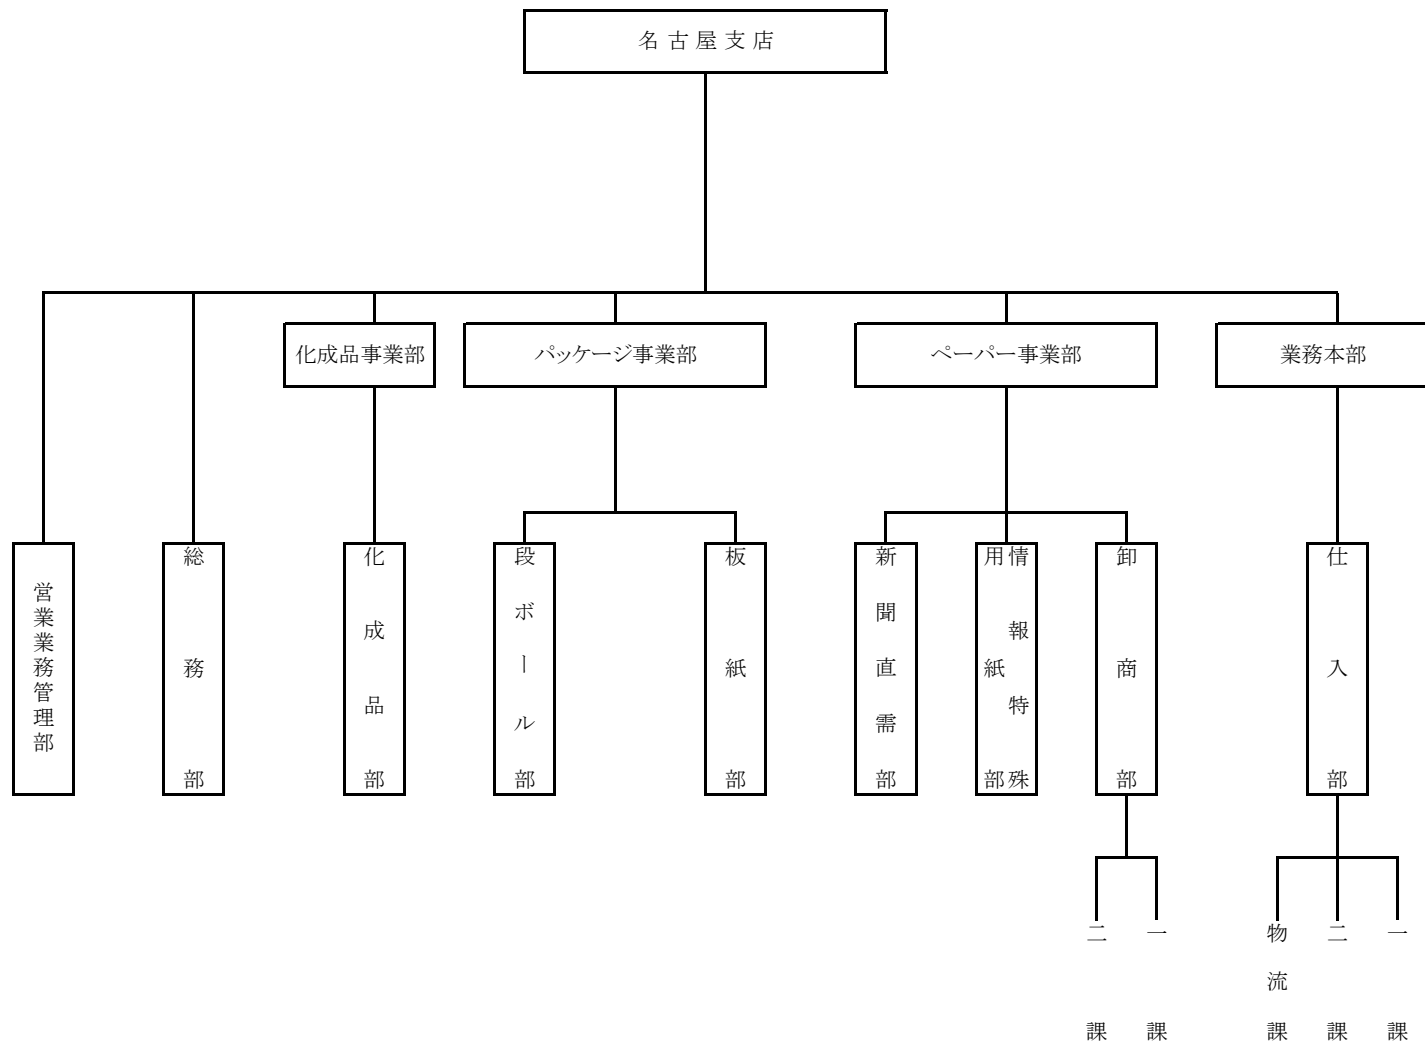 名古屋支店
化成品事業部
パッケージ事業部
ペーパー事業部
業務本部
営業業務管理部
総務部
化成品部
段ボール部
板紙部
新聞直需部
情報特殊
用紙部
卸商部
仕入部
二課
一課
物流課
二課
一課